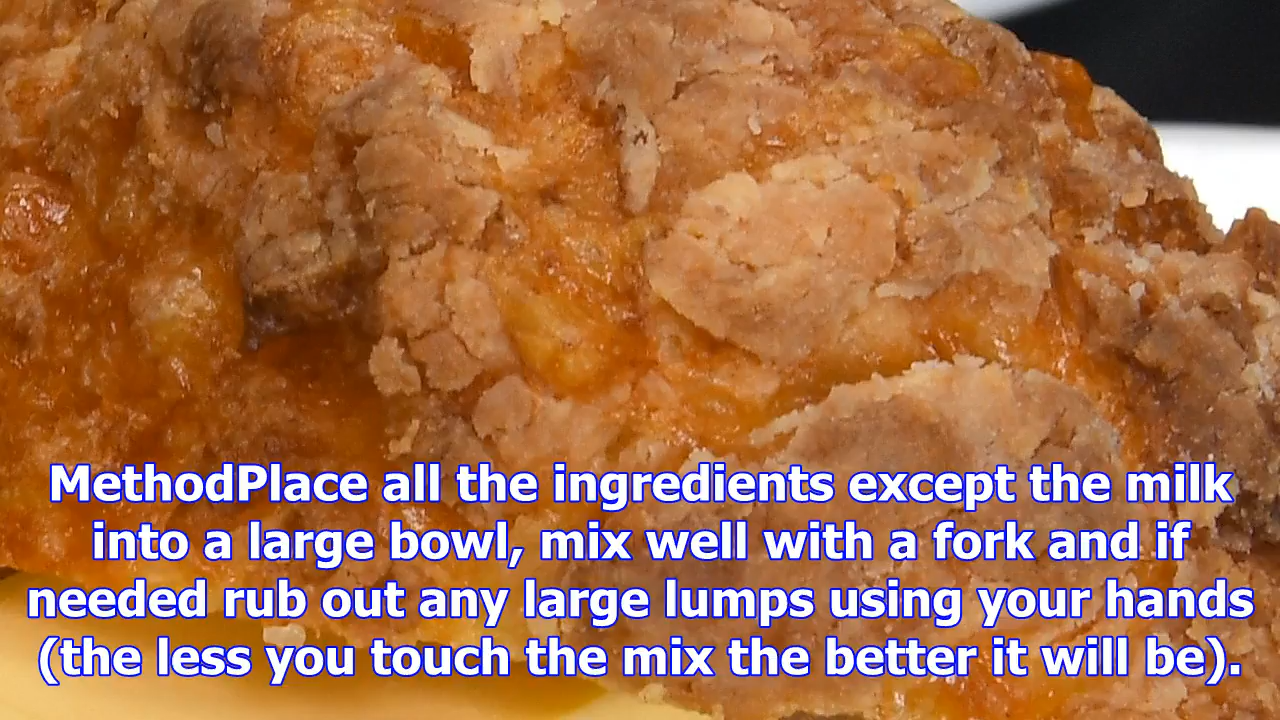 MethodPlace all the ingredients except the milk
into a large bowl, mix well with a fork and if
needed rub out any large lumps using your hands
(the less you touch the mix the better it will be).